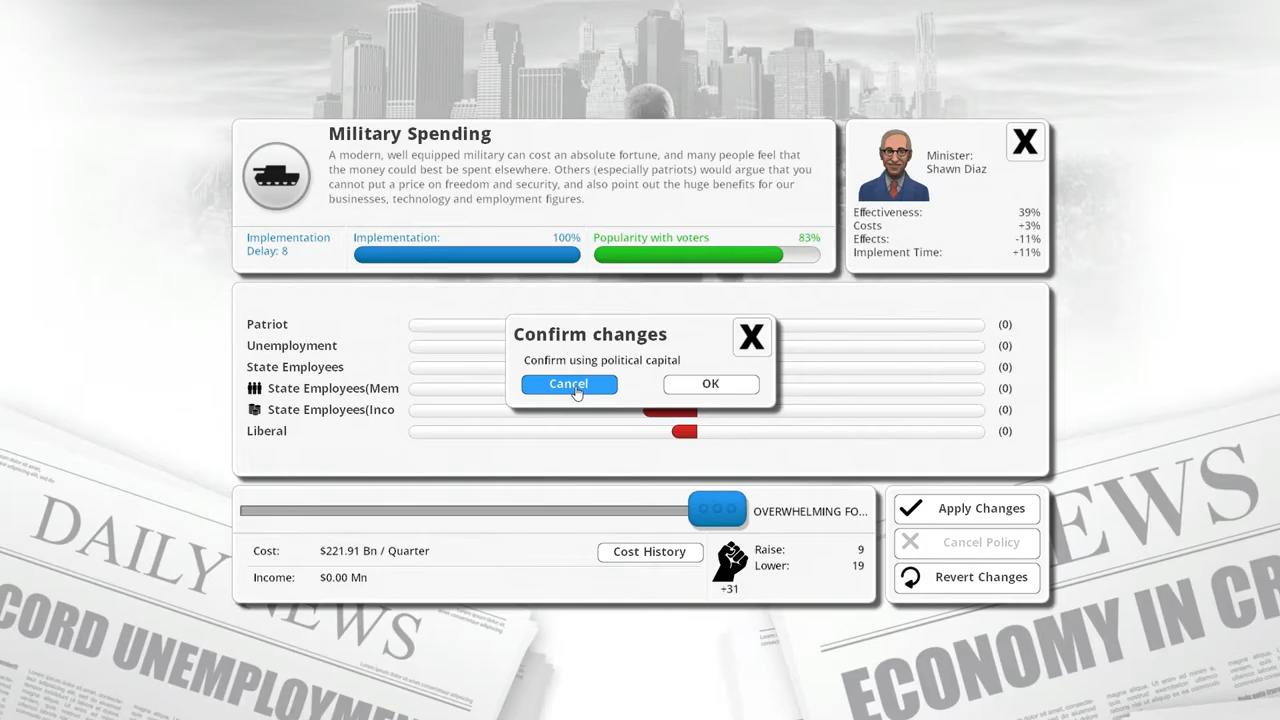 Military Spending
A modern, well equipped military can cost an absolute fortune, and many people feel that
the money could best be spent elsewhere. Others (especially patriots) would argue that you
cannot put a price on freedom and security, and also point out the huge benefits for our
businesses, technology and employment figures.
Implementation
Delay: 8
Implementation: 100%
Popularity with voters 83%
X
Minister:
Shawn Diaz
Effectiveness: 39%
Costs +3%
Effects: -11%
Implement Time: +11%
Patriot (0)
Unemployment (0)
State Employees (0)
State Employees(Mem (0)
State Employees(Inco (0)
Liberal (0)
Confirm changes
X
Confirm using political capital
Cancel
OK
OVERWHELMING FO...
Cost: $221.91 Bn / Quarter
Cost History
Income: $0.00 Mn
Raise: 9
Lower: 19
+31
Apply Changes
Cancel Policy
Revert Changes
DAILY NEWS
CORD UNEMPLOYM
EWS
ECONOMY IN CR